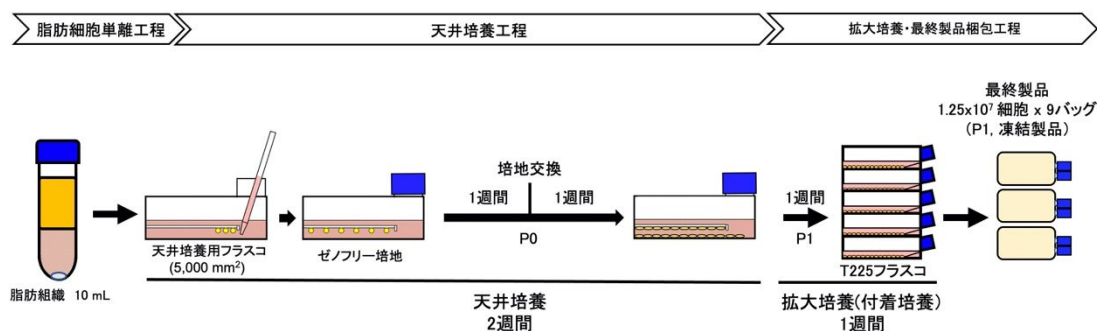 脂肪細胞単離工程
天井培養工程
拡大培養・最終製品梱包工程
最終製品
1.25x10⁷ 細胞 x 9バッグ
(P1, 凍結製品)
培地交換
1週間
1週間
1週間
P0
P1
天井培養用フラスコ
(5,000 mm²)
ゼノフリー培地
T225フラスコ
脂肪組織 10 mL
天井培養
2週間
拡大培養(付着培養)
1週間